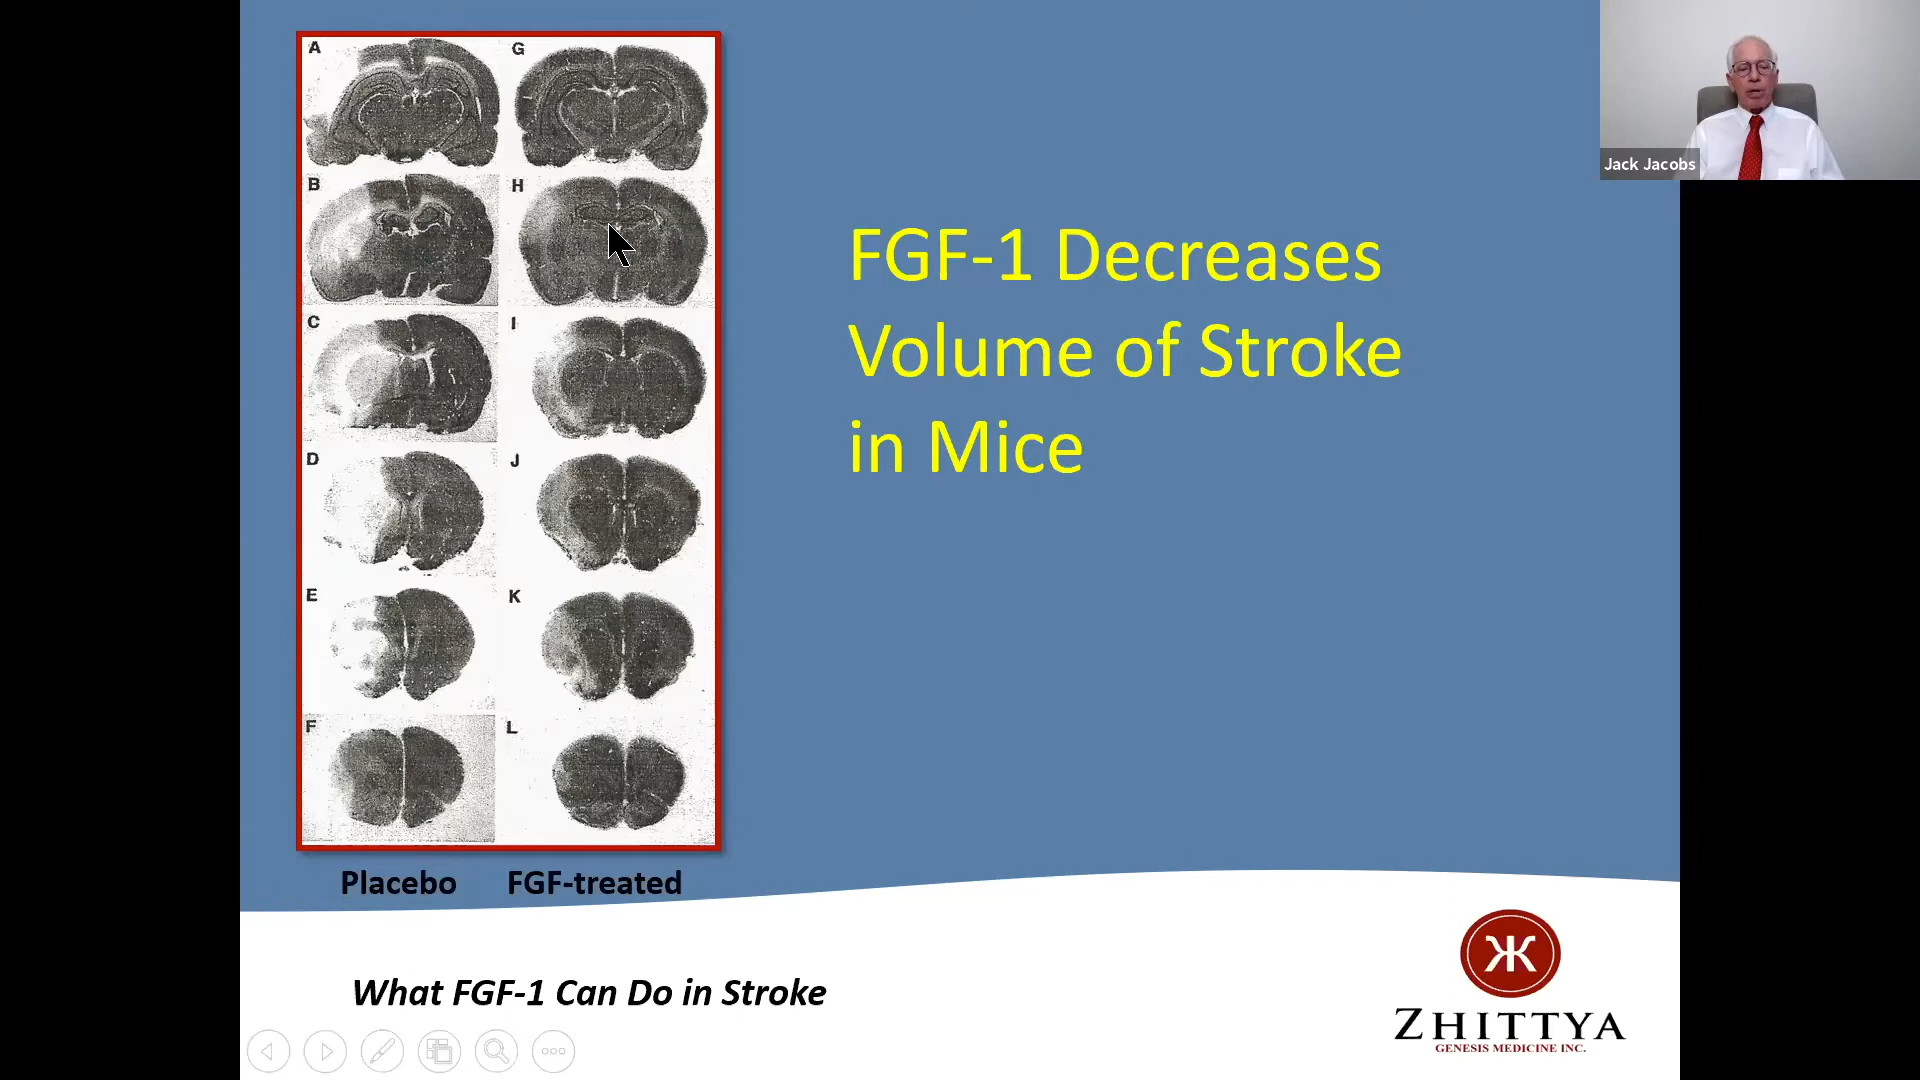 A
G
B
H
C
I
D
J
E
K
F
L
Placebo
FGF-treated
FGF-1 Decreases
Volume of Stroke
in Mice
Jack Jacobs
What FGF-1 Can Do in Stroke
ZHITTYA
GENESIS MEDICINE INC.